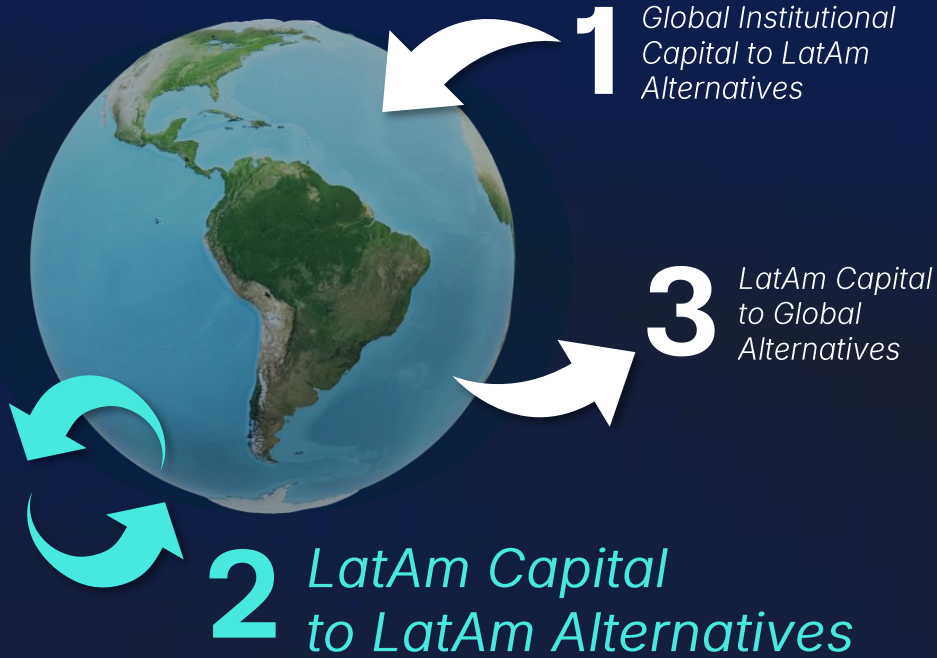 1
Global Institutional
Capital to LatAm
Alternatives
3
LatAm Capital
to Global
Alternatives
2
LatAm Capital
to LatAm Alternatives